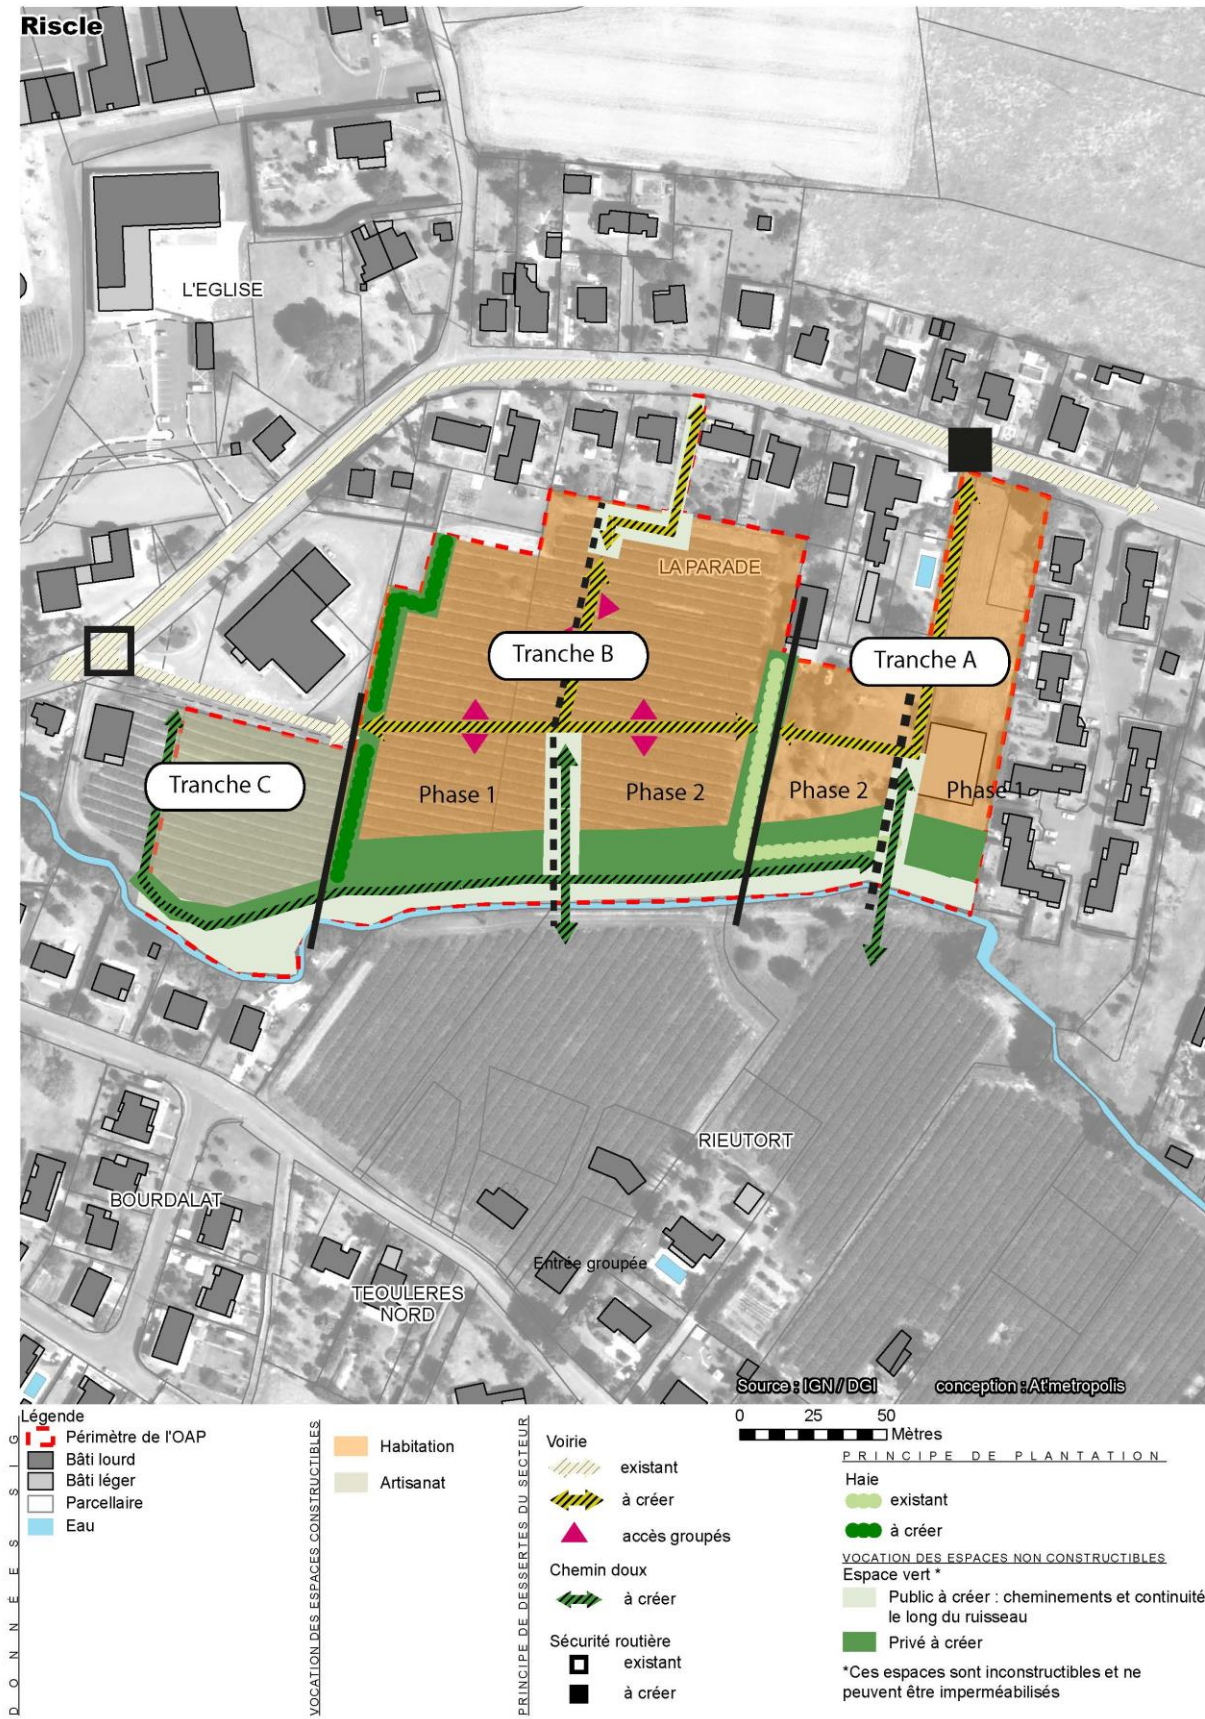 Riscle
L'EGLISE
LA PARADE
Tranche B
Tranche A
Tranche C
Phase 1
Phase 2
Phase 2
Phase 1
RIEUTORT
BOURDALAT
Entrée groupée
TEOULERES
NORD
Source : IGN / DGI
conception : At'metropolis
Légende
DONNÉES SIG
Périmètre de l'OAP
Bâti lourd
Bâti léger
Parcellaire
Eau
VOCATION DES ESPACES CONSTRUCTIBLES
Habitation
Artisanat
PRINCIPE DE DESSERTES DU SECTEUR
Voirie
existant
à créer
accès groupés
Chemin doux
à créer
Sécurité routière
existant
à créer
0 25 50
Mètres
PRINCIPE DE PLANTATION
Haie
existant
à créer
VOCATION DES ESPACES NON CONSTRUCTIBLES
Espace vert *
Public à créer : cheminements et continuité
le long du ruisseau
Privé à créer
*Ces espaces sont inconstructibles et ne
peuvent être imperméabilisés